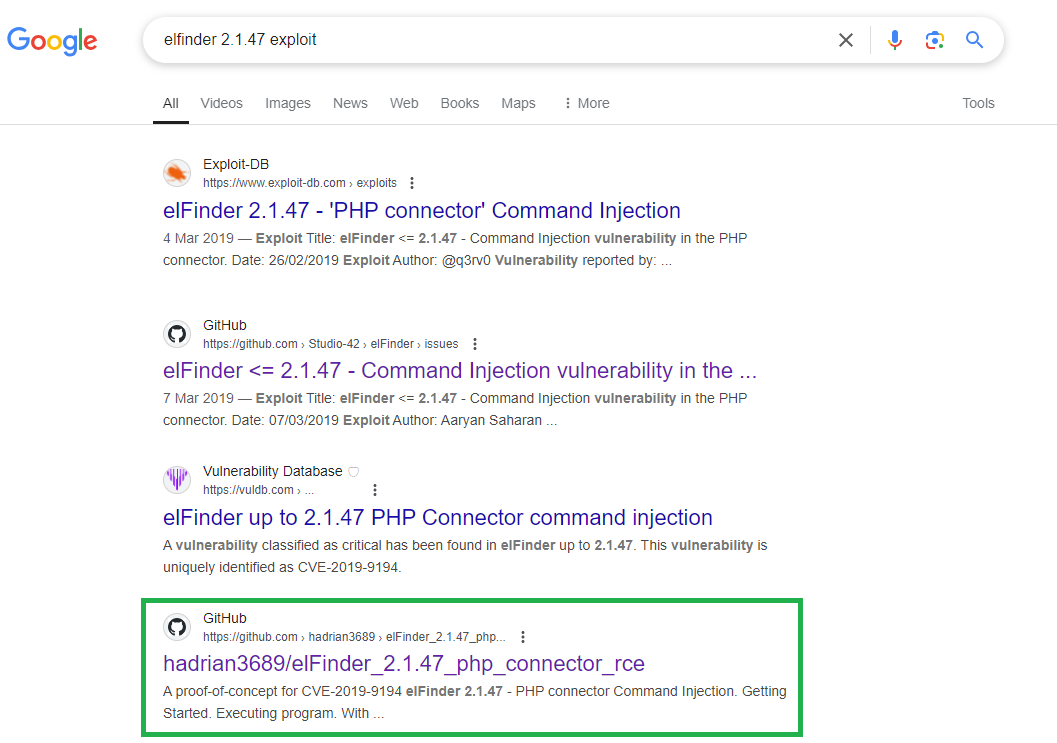 Google
elfinder 2.1.47 exploit
All Videos Images News Web Books Maps More Tools
Exploit-DB
https://www.exploit-db.com › exploits
elFinder 2.1.47 - 'PHP connector' Command Injection
4 Mar 2019 — Exploit Title: elFinder <= 2.1.47 - Command Injection vulnerability in the PHP
connector. Date: 26/02/2019 Exploit Author: @q3rv0 Vulnerability reported by: ...
GitHub
https://github.com › Studio-42 › elFinder › issues
elFinder <= 2.1.47 - Command Injection vulnerability in the ...
7 Mar 2019 — Exploit Title: elFinder <= 2.1.47 - Command Injection vulnerability in the PHP
connector. Date: 07/03/2019 Exploit Author: Aaryan Saharan ...
Vulnerability Database
https://vuldb.com › ...
elFinder up to 2.1.47 PHP Connector command injection
A vulnerability classified as critical has been found in elFinder up to 2.1.47. This vulnerability is
uniquely identified as CVE-2019-9194.
GitHub
https://github.com › hadrian3689 › elFinder_2.1.47_php...
hadrian3689/elFinder_2.1.47_php_connector_rce
A proof-of-concept for CVE-2019-9194 elFinder 2.1.47 - PHP connector Command Injection. Getting
Started. Executing program. With ...